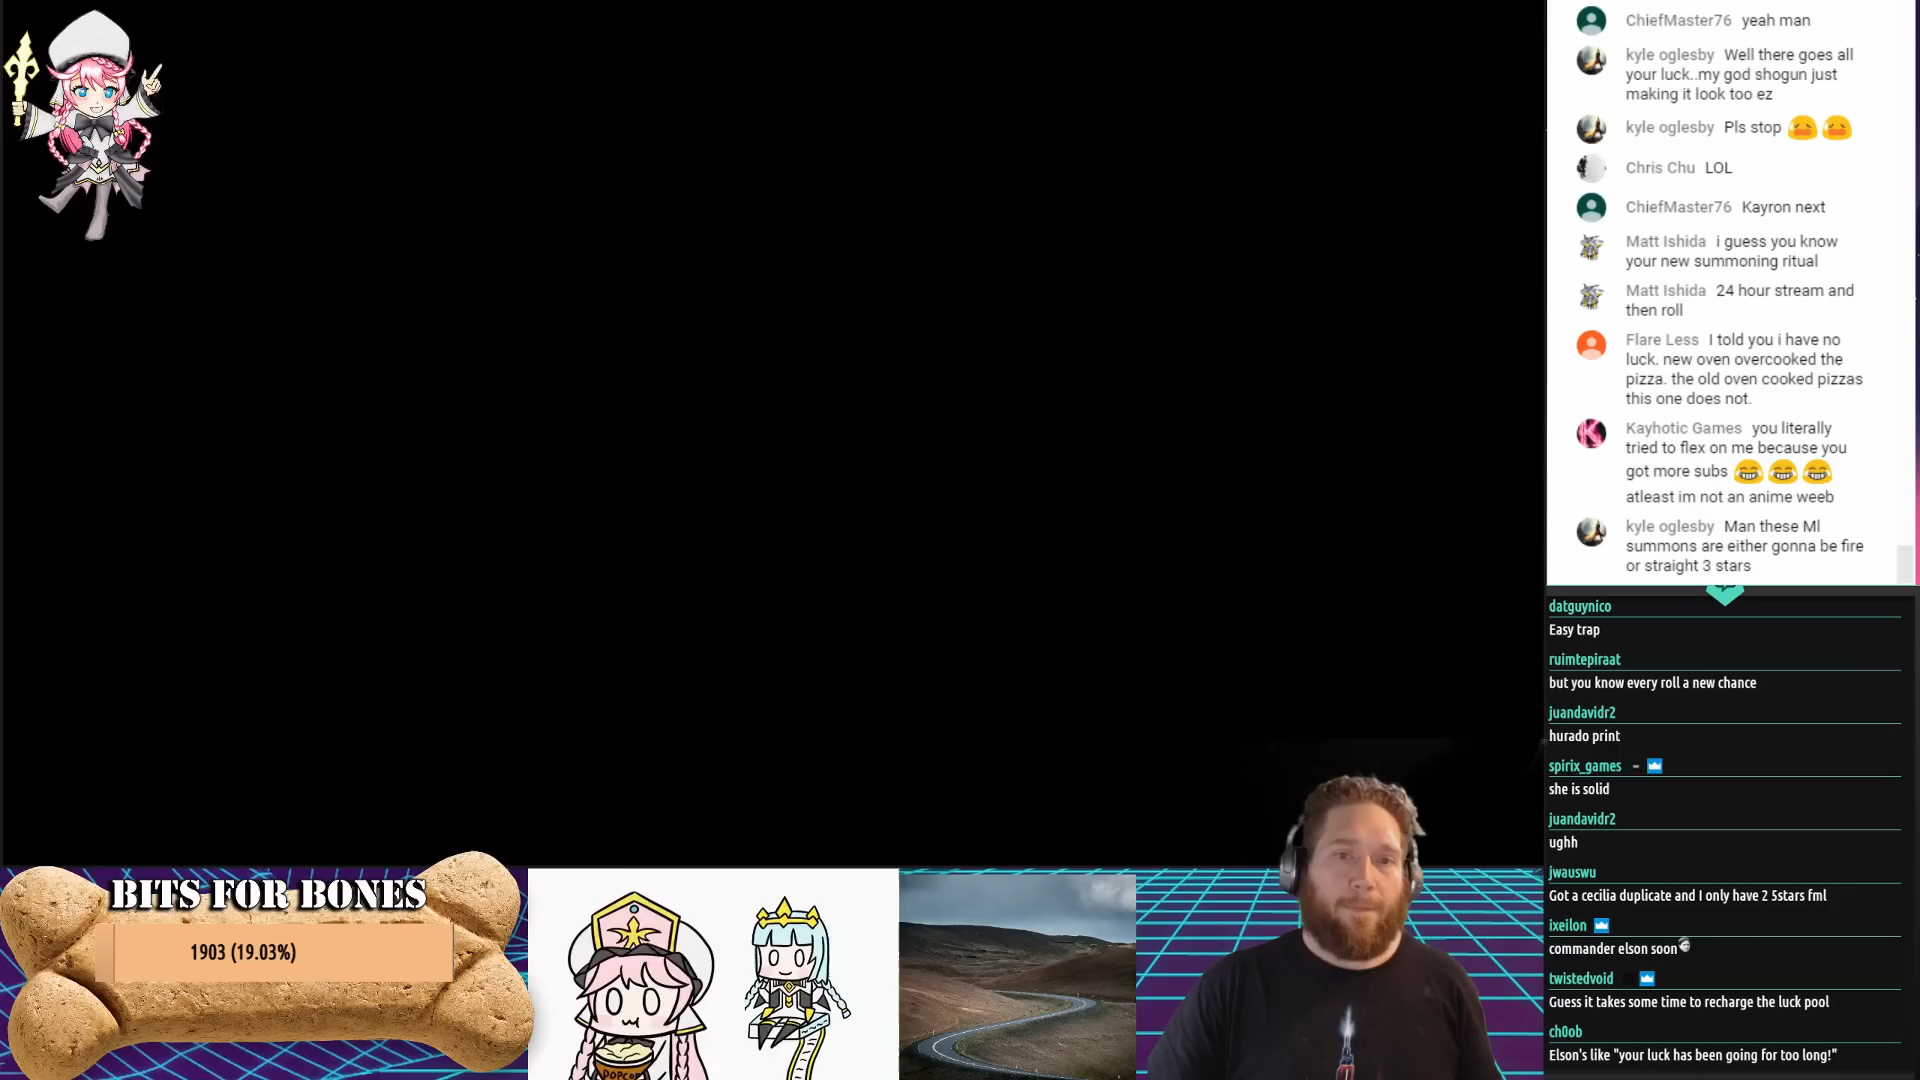 ChiefMaster76 yeah man
kyle oglesby Well there goes all
your luck..my god shogun just
making it look too ez
kyle oglesby Pls stop
Chris Chu LOL
ChiefMaster76 Kayron next
Matt Ishida i guess you know
your new summoning ritual
Matt Ishida 24 hour stream and
then roll
Flare Less I told you i have no
luck. new oven overcooked the
pizza. the old oven cooked pizzas
this one does not.
Kayhotic Games you literally
tried to flex on me because you
got more subs
atleast im not an anime weeb
kyle oglesby Man these Ml
summons are either gonna be fire
or straight 3 stars
datguynico
Easy trap
ruimtepiraat
but you know every roll a new chance
juandavidr2
hurado print
spirix_games
she is solid
juandavidr2
ughh
jwauswu
Got a cecilia duplicate and I only have 2 5stars fml
ixeilon
commander elson soon
twistedvoid
Guess it takes some time to recharge the luck pool
ch0ob
Elson's like "your luck has been going for too long!"
BITS FOR BONES
1903 (19.03%)